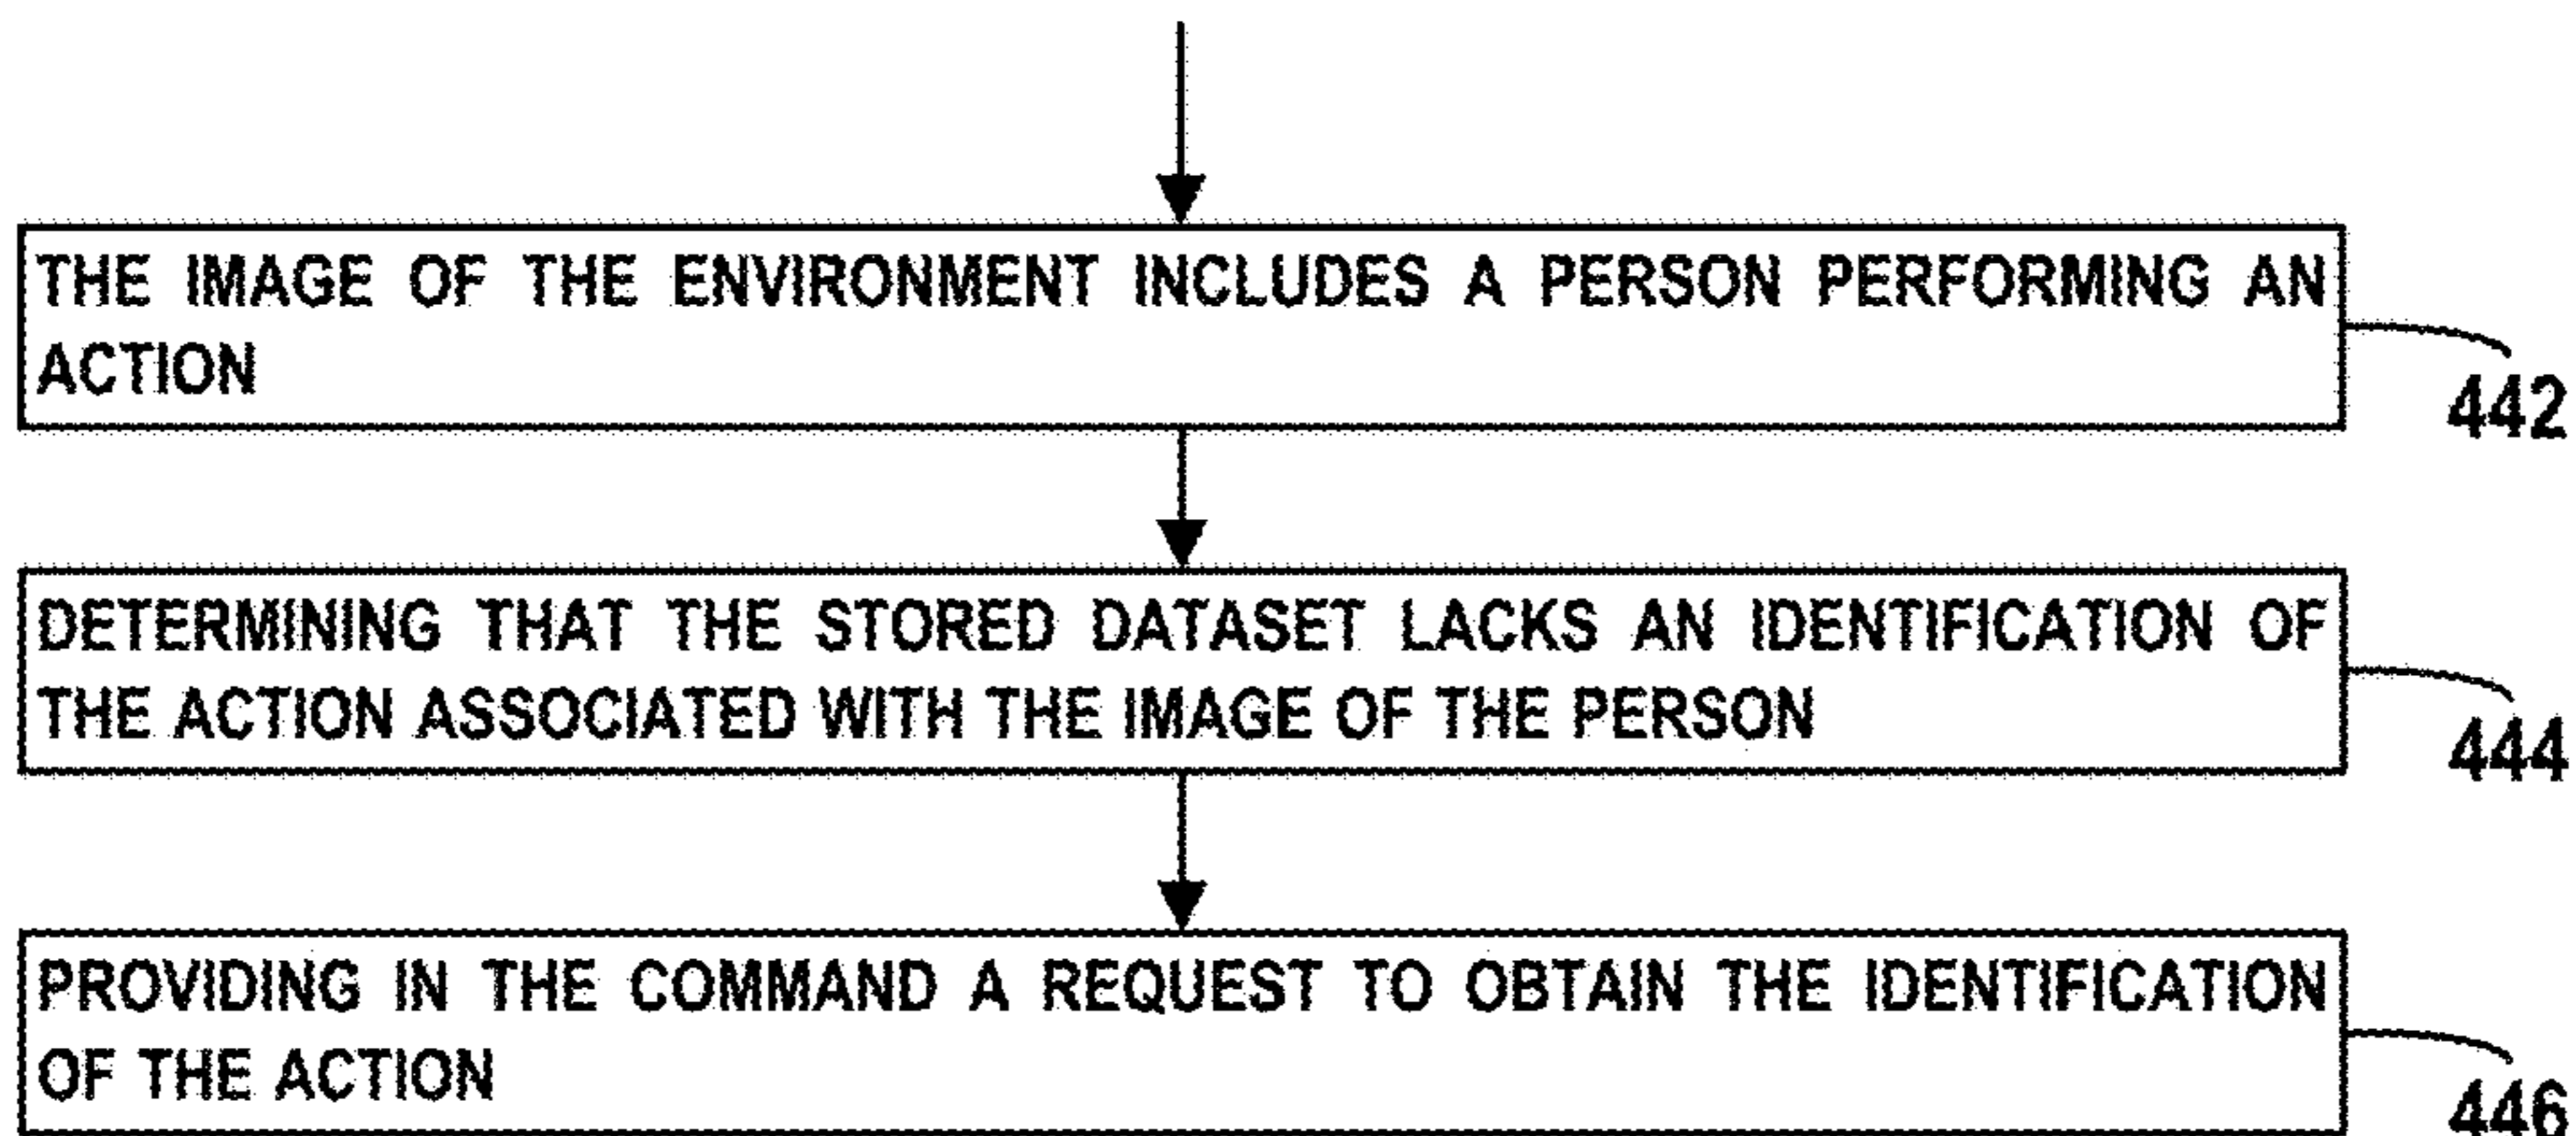 THE IMAGE OF THE ENVIRONMENT INCLUDES A PERSON PERFORMING AN
ACTION
442
DETERMINING THAT THE STORED DATASET LACKS AN IDENTIFICATION OF
THE ACTION ASSOCIATED WITH THE IMAGE OF THE PERSON
444
PROVIDING IN THE COMMAND A REQUEST TO OBTAIN THE IDENTIFICATION
OF THE ACTION
446